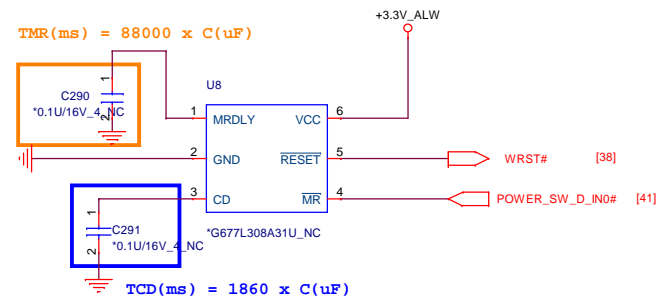 +3.3V_ALW
TMR(ms) = 88000 x C(uF)
U8
1
C290
*0.1U/16V_4_NC
2
1 MRDLY VCC 6
2 GND RESET 5 WRST# [38]
3 CD MR 4 POWER_SW_D_IN0# [41]
1
C291
*0.1U/16V_4_NC
2
*G677L308A31U_NC
TCD(ms) = 1860 x C(uF)